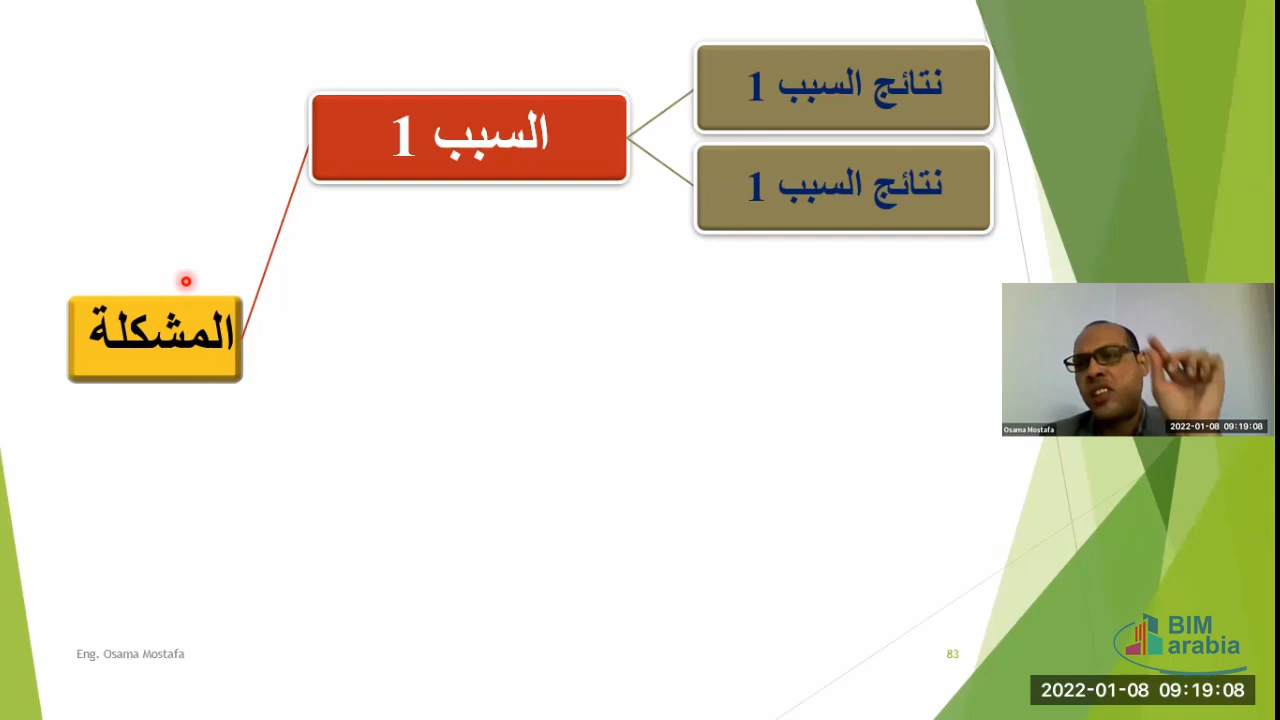 نتائج السبب 1
السبب 1
نتائج السبب 1
المشكلة
Osama Mostafa
2022-01-08 09:19:08
Eng. Osama Mostafa
83
BIM
arabia
2022-01-08 09:19:08